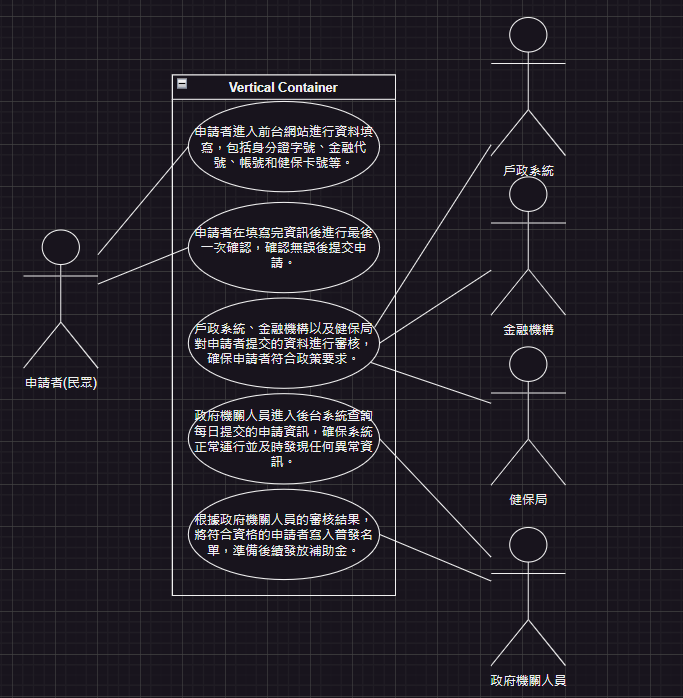 Vertical Container
申請者進入前台網站進行資料填
寫，包括身分證字號、金融代
號、帳號和健保卡號等。
戶政系統
申請者在填寫完資訊後進行最後
一次確認，確認無誤後提交申
請。
申請者(民眾)
戶政系統、金融機構以及健保局
對申請者提交的資料進行審核，
確保申請者符合政策要求。
金融機構
政府機關人員進入後台系統查詢
每日提交的申請資訊，確保系統
正常運行並及時發現任何異常資
訊。
健保局
根據政府機關人員的審核結果，
將符合資格的申請者寫入普發名
單，準備後續發放補助金。
政府機關人員